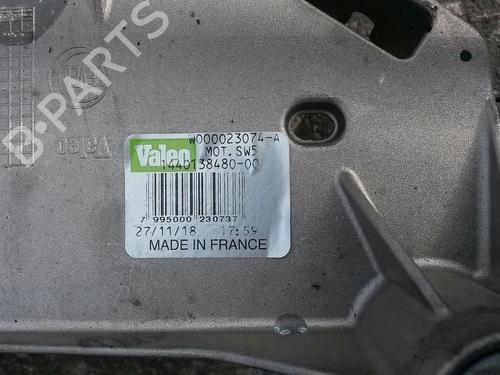 B-PARTS
Valeo
W000023074-A
Valeo
MOT. SW5
1440138480-00
7 995000 230737
27/11/18 17:59
MADE IN FRANCE